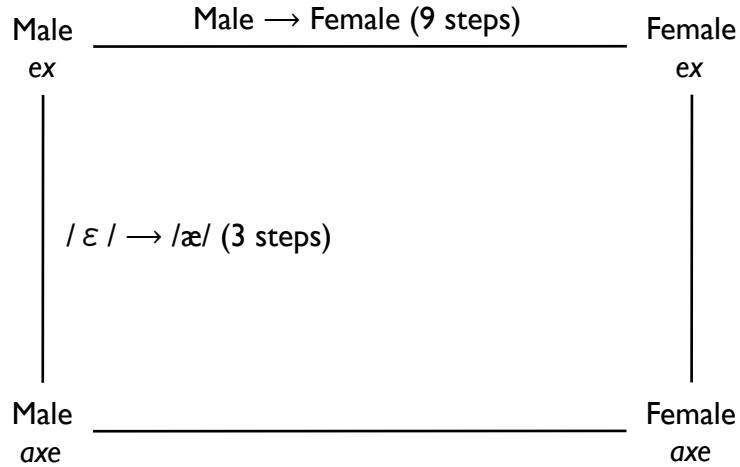 Male
ex
Male → Female (9 steps)
Female
ex
/ ɛ / → /æ/ (3 steps)
Male
axe
Female
axe